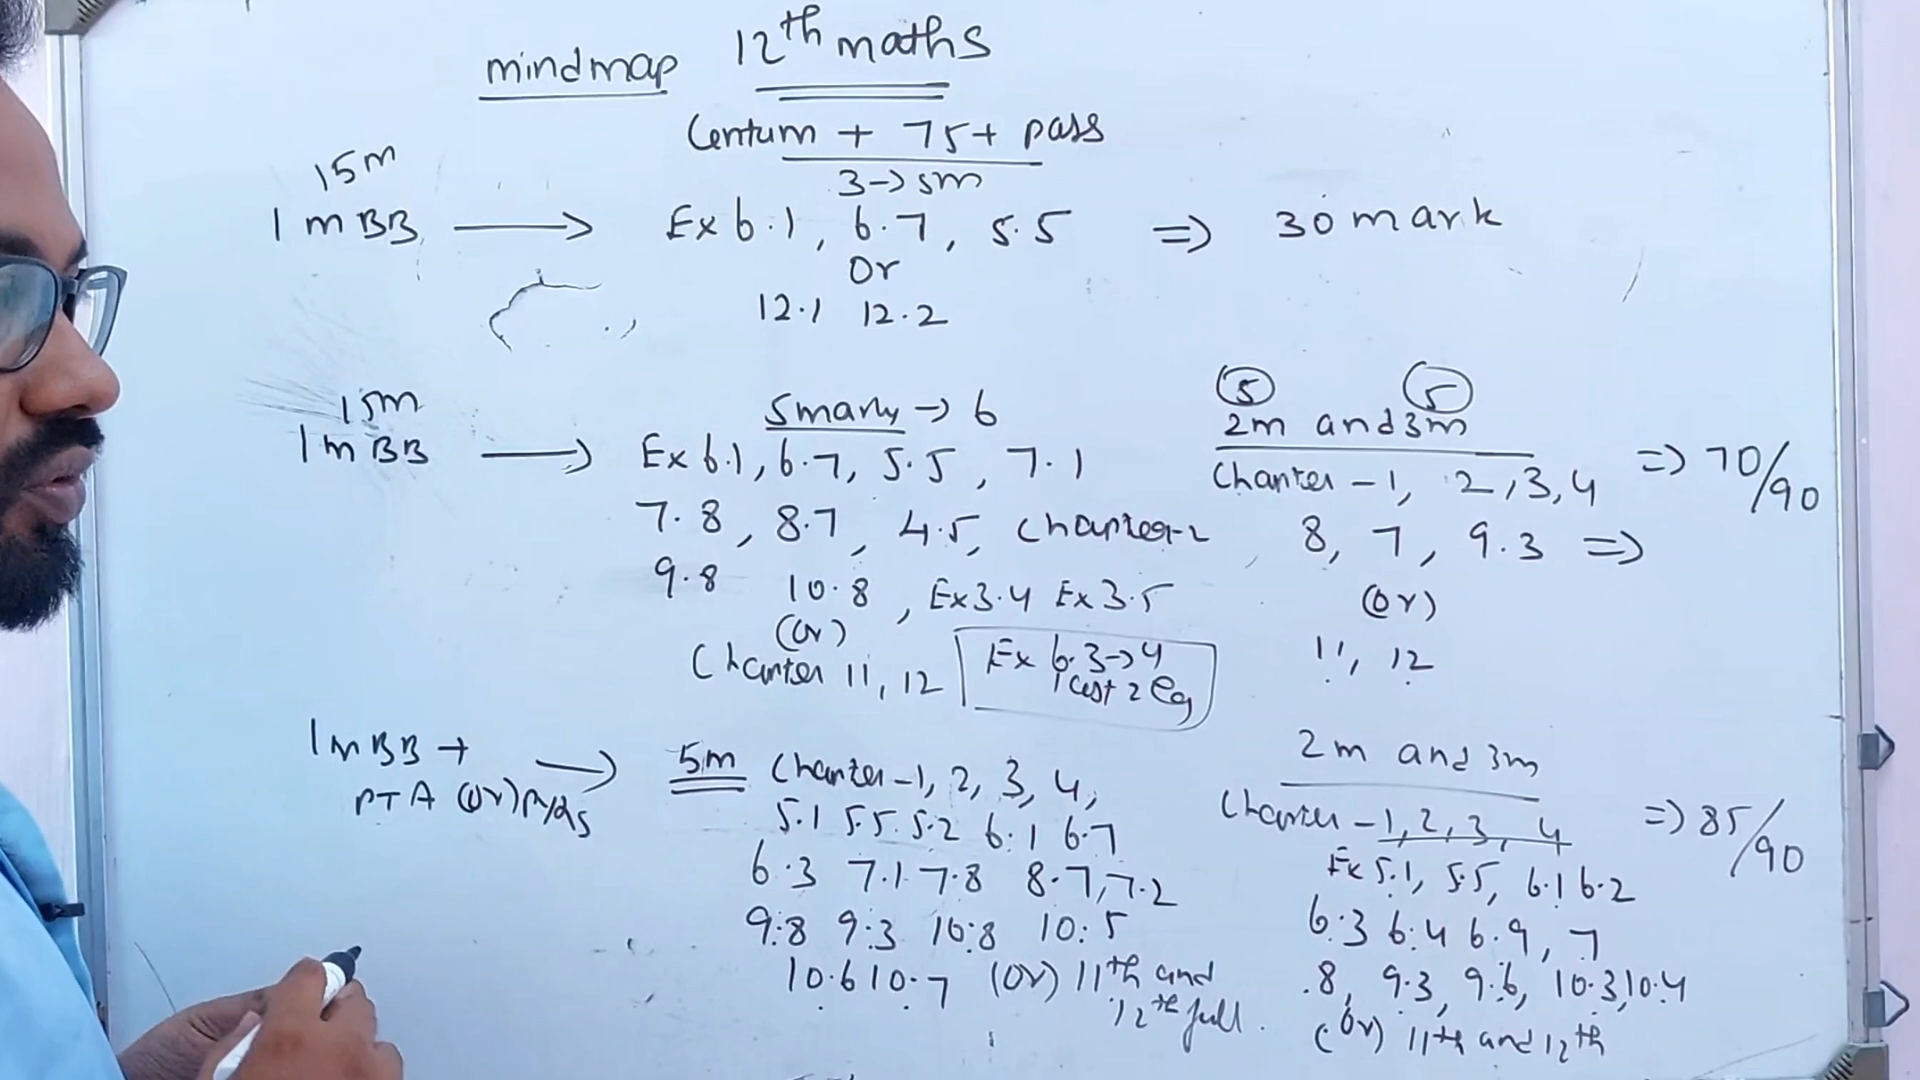 mindmap 12th maths
Centum + 75+ pass
15m
3->5m
1 m BB -> Ex 6.1, 6.7, 5.5 => 30 mark
Or
12.1 12.2
15m
1 m BB ->
5marks -> 6
Ex 6.1, 6.7, 5.5, 7.1
7.8, 8.7, 4.5, Chapter-2
9.8 10.8, Ex 3.4 Ex 3.5
(Or)
Chapter 11, 12
Ex 6.3->4
last 2 Eg
5 5
2m and 3m
Chapter -1, 2, 3, 4 => 70/90
8, 7, 9.3 =>
(Or)
11, 12
1m BB +
PTA (Or) PYQs ->
5m Chapter -1, 2, 3, 4,
5.1 5.5. 5.2 6.1 6.7
6.3 7.1 7.8 8.7, 7.2
9.8 9.3 10.8 10.5
10.6 10.7 (Or) 11th and
12th full.
2m and 3m
Chapter -1, 2, 3, 4 => 85/90
Ex 5.1, 5.5, 6.1 6.2
6.3 6.4 6.9, 7
.8, 9.3, 9.6, 10.3, 10.4
(Or) 11th and 12th